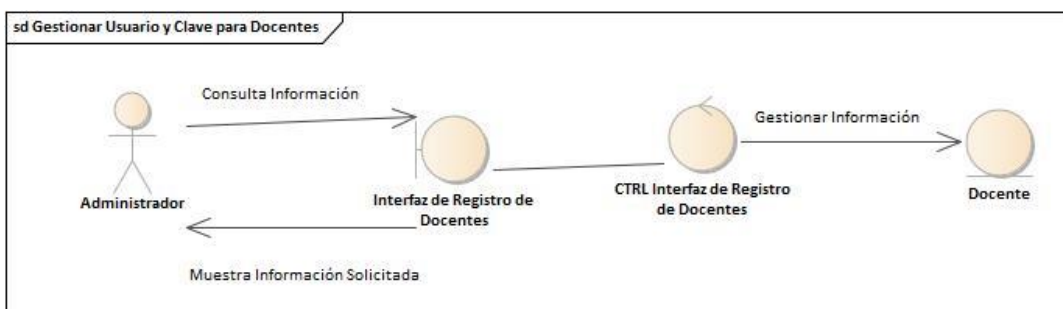 sd Gestionar Usuario y Clave para Docentes
Consulta Información
Gestionar Información
Administrador
Interfaz de Registro de
Docentes
CTRL Interfaz de Registro
de Docentes
Docente
Muestra Información Solicitada